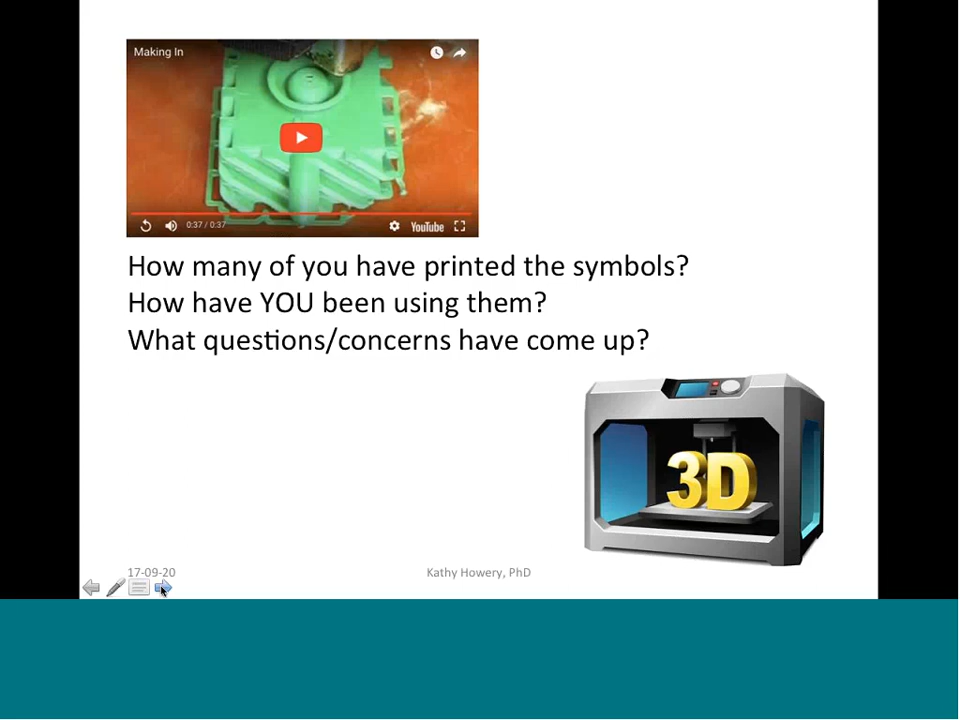 Making In
0:37 / 0:37
YouTube
How many of you have printed the symbols?
How have YOU been using them?
What questions/concerns have come up?
3D
17-09-20
Kathy Howery, PhD